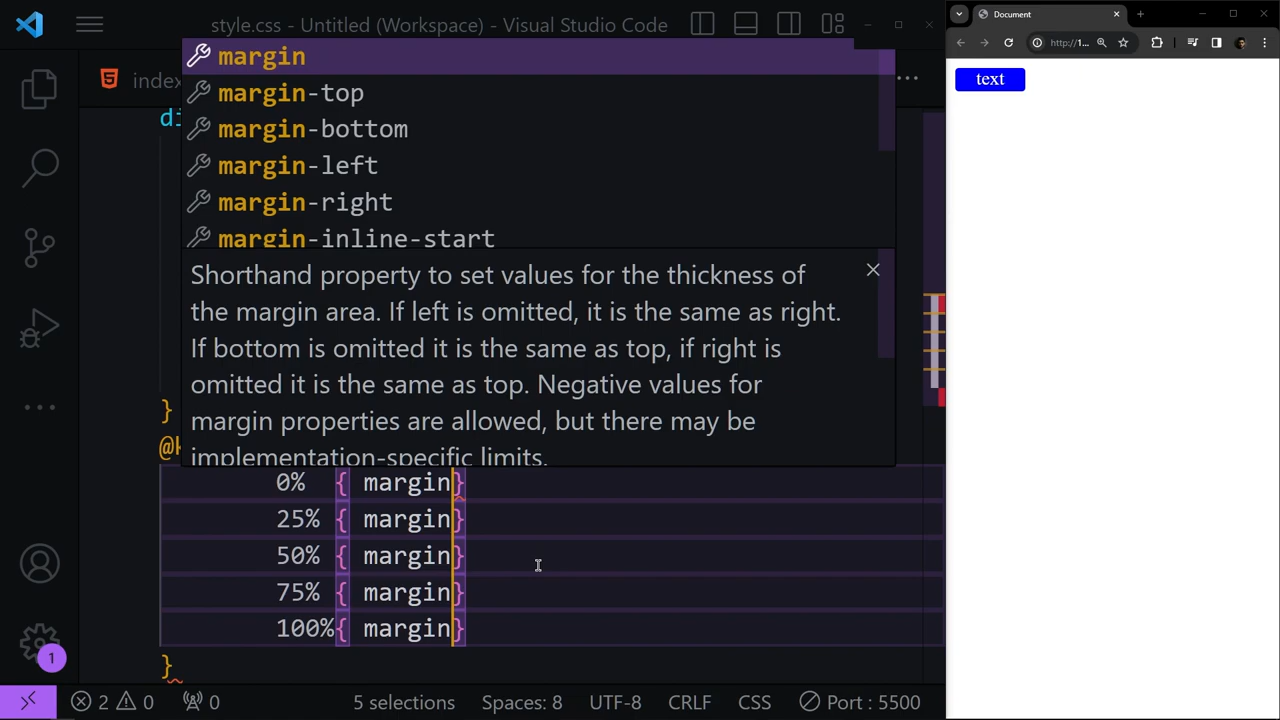 style.css - Untitled (Workspace) - Visual Studio Code
index
di
margin
margin-top
margin-bottom
margin-left
margin-right
margin-inline-start
Shorthand property to set values for the thickness of
the margin area. If left is omitted, it is the same as right.
If bottom is omitted it is the same as top, if right is
omitted it is the same as top. Negative values for
margin properties are allowed, but there may be
implementation-specific limits.
}
@k
0% { margin}
25% { margin}
50% { margin}
75% { margin}
100%{ margin}
}
1
2 0 0 5 selections Spaces: 8 UTF-8 CRLF CSS Port : 5500
Document
http://1...
text